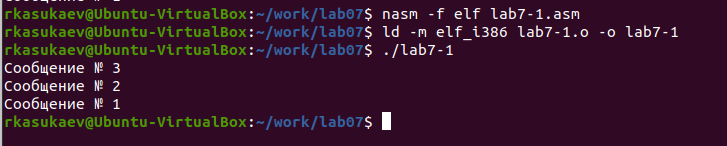 rkasukaev@Ubuntu-VirtualBox:~/work/lab07$ nasm -f elf lab7-1.asm
rkasukaev@Ubuntu-VirtualBox:~/work/lab07$ ld -m elf_i386 lab7-1.o -o lab7-1
rkasukaev@Ubuntu-VirtualBox:~/work/lab07$ ./lab7-1
Сообщение № 3
Сообщение № 2
Сообщение № 1
rkasukaev@Ubuntu-VirtualBox:~/work/lab07$